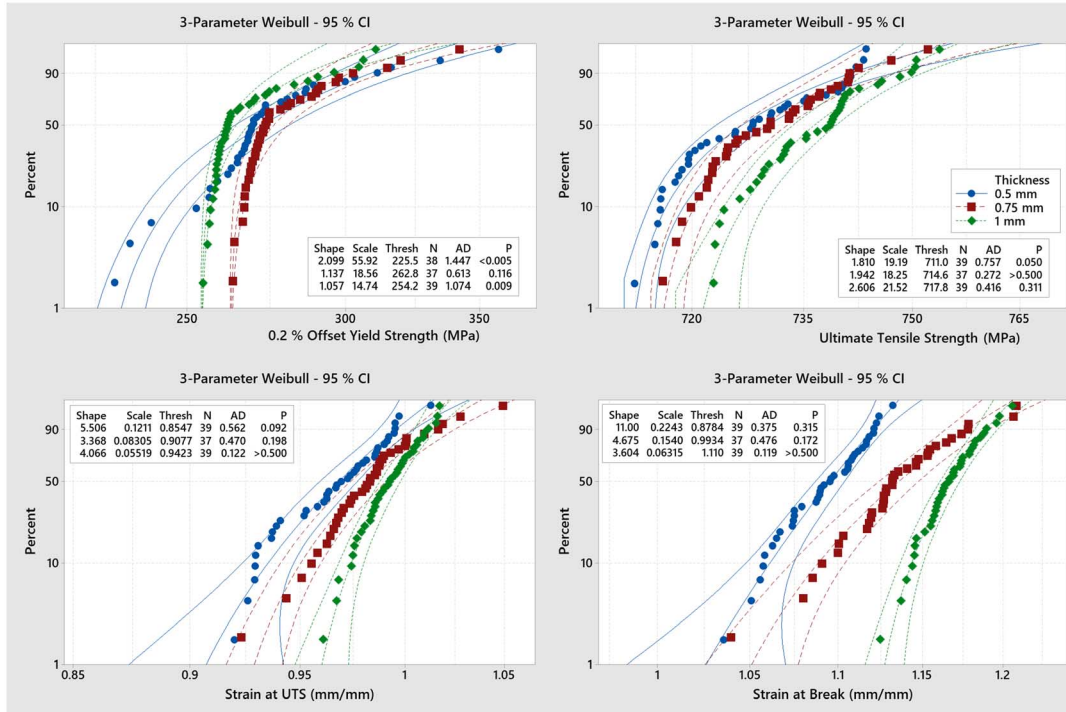 3-Parameter Weibull - 95 % CI
Percent
90
50
10
1
Shape Scale Thresh N AD P
2.099 55.92 225.5 38 1.447 <0.005
1.137 18.56 262.8 37 0.613 0.116
1.057 14.74 254.2 39 1.074 0.009
250 300 350
0.2 % Offset Yield Strength (MPa)
3-Parameter Weibull - 95 % CI
Percent
90
50
10
1
Thickness
0.5 mm
0.75 mm
1 mm
Shape Scale Thresh N AD P
1.810 19.19 711.0 39 0.757 0.050
1.942 18.25 714.6 37 0.272 >0.500
2.606 21.52 717.8 39 0.416 0.311
720 735 750 765
Ultimate Tensile Strength (MPa)
3-Parameter Weibull - 95 % CI
Shape Scale Thresh N AD P
5.506 0.1211 0.8547 39 0.562 0.092
3.368 0.08305 0.9077 37 0.470 0.198
4.066 0.05519 0.9423 39 0.122 >0.500
Percent
90
50
10
1
0.85 0.9 0.95 1 1.05
Strain at UTS (mm/mm)
3-Parameter Weibull - 95 % CI
Shape Scale Thresh N AD P
11.00 0.2243 0.8784 39 0.375 0.315
4.675 0.1540 0.9934 37 0.476 0.172
3.604 0.06315 1.110 39 0.119 >0.500
Percent
90
50
10
1
1 1.05 1.1 1.15 1.2
Strain at Break (mm/mm)